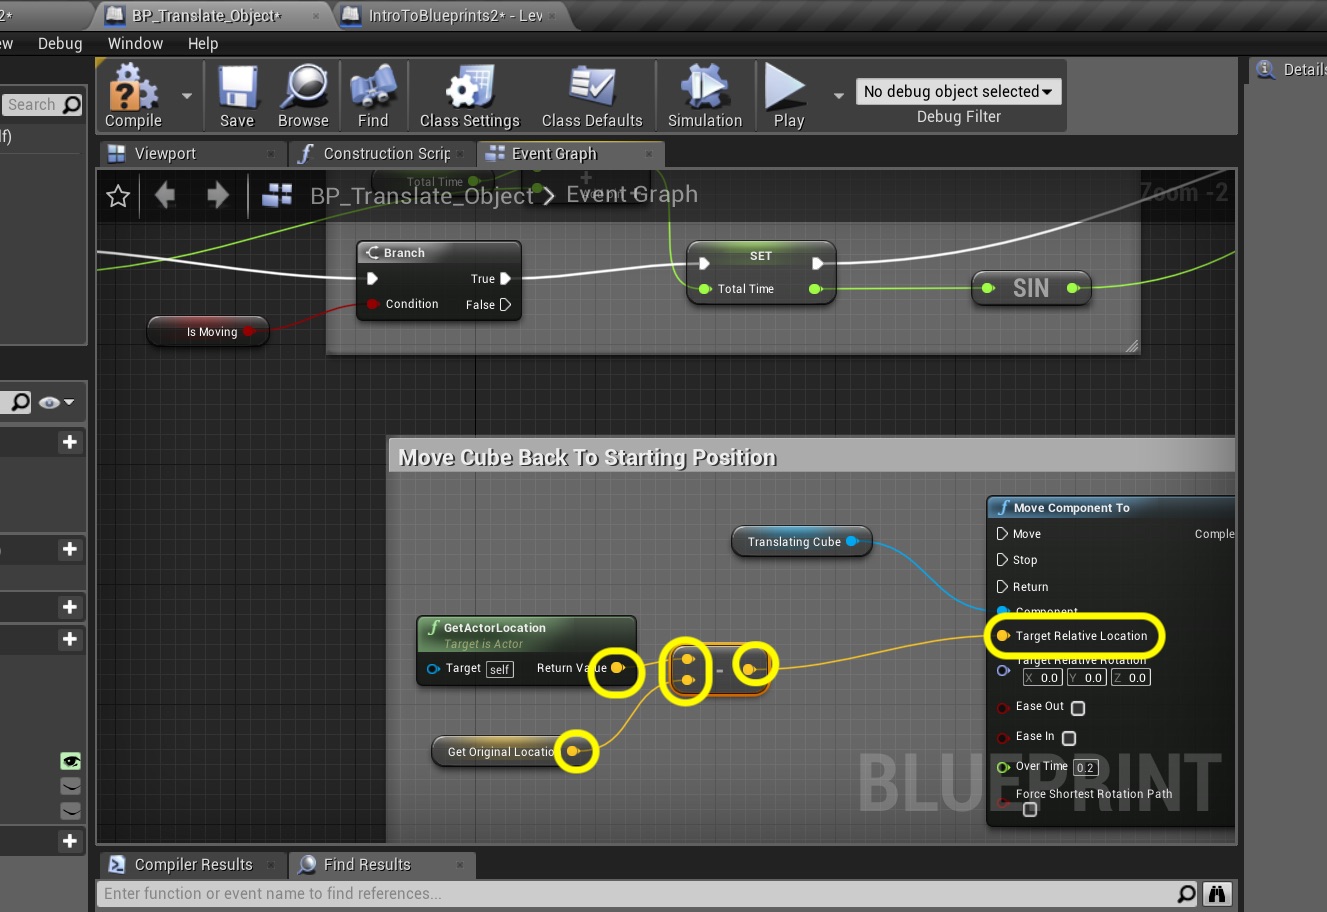 2*
BP_Translate_Object*
IntroToBlueprints2* - Lev
ew
Debug
Window
Help
Search
lf)
Compile
Save
Browse
Find
Class Settings
Class Defaults
Simulation
Play
No debug object selected
Debug Filter
Details
Viewport
Construction Scrip
Event Graph
BP_Translate_Object > Event Graph
Zoom -2
Total Time
Branch
True
Condition
False
Is Moving
SET
Total Time
SIN
Move Cube Back To Starting Position
Translating Cube
GetActorLocation
Target is Actor
Target self
Return Value
-
Get Original Locatio
Move Component To
Move
Comple
Stop
Return
Component
Target Relative Location
Target Relative Rotation
X 0.0 Y 0.0 Z 0.0
Ease Out
Ease In
Over Time 0.2
Force Shortest Rotation Path
BLUEPRINT
Compiler Results
Find Results
Enter function or event name to find references...